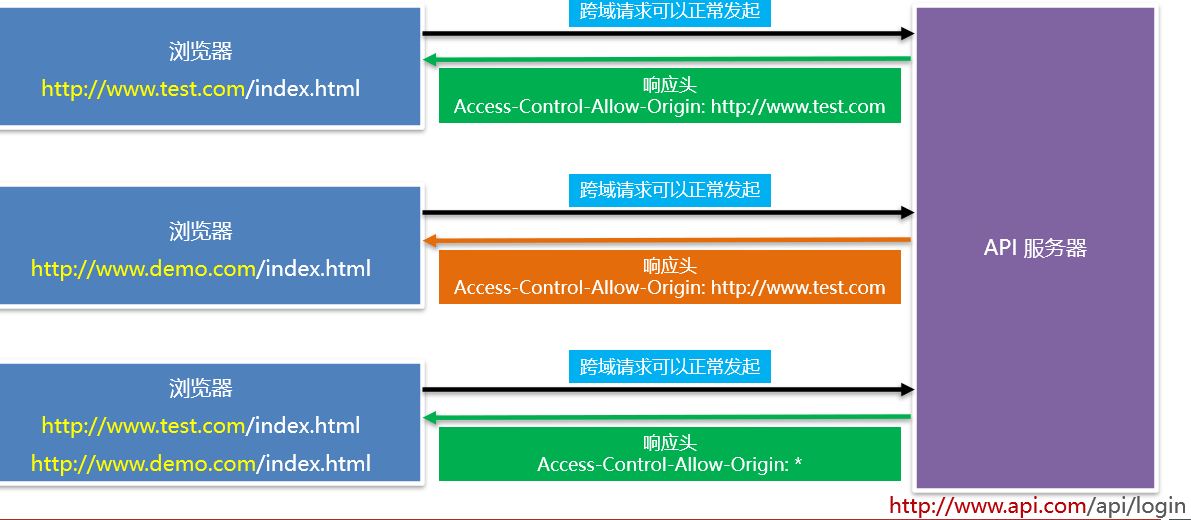 跨域请求可以正常发起
浏览器
http://www.test.com/index.html
响应头
Access-Control-Allow-Origin: http://www.test.com
跨域请求可以正常发起
浏览器
http://www.demo.com/index.html
响应头
Access-Control-Allow-Origin: http://www.test.com
API 服务器
跨域请求可以正常发起
浏览器
http://www.test.com/index.html
http://www.demo.com/index.html
响应头
Access-Control-Allow-Origin: *
http://www.api.com/api/login